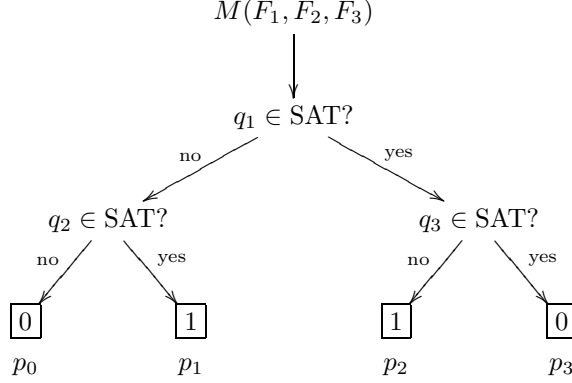 M(F₁, F₂, F₃)
q₁ ∈ SAT?
no yes
q₂ ∈ SAT? q₃ ∈ SAT?
no yes no yes
0 1 1 0
p₀ p₁ p₂ p₃